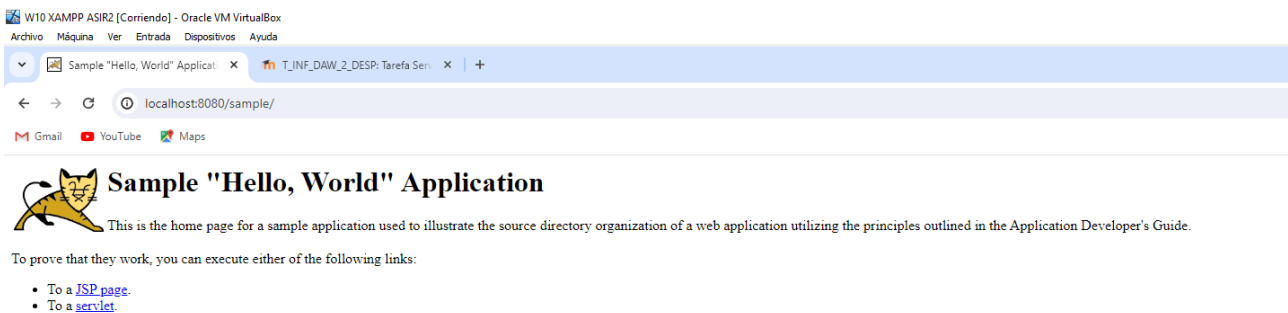 W10 XAMPP ASIR2 [Corriendo] - Oracle VM VirtualBox
Archivo Máquina Ver Entrada Dispositivos Ayuda
Sample "Hello, World" Applicat T_INF_DAW_2_DESP: Tarefa Ser
localhost:8080/sample/
Gmail YouTube Maps
Sample "Hello, World" Application
This is the home page for a sample application used to illustrate the source directory organization of a web application utilizing the principles outlined in the Application Developer's Guide.
To prove that they work, you can execute either of the following links:
• To a JSP page.
• To a servlet.